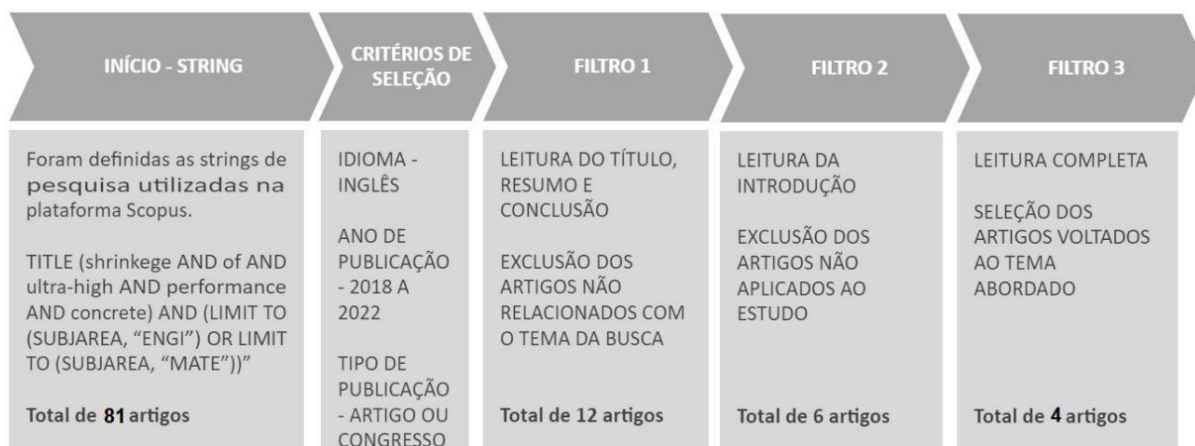 INÍCIO - STRING
CRITÉRIOS DE
SELEÇÃO
FILTRO 1
FILTRO 2
FILTRO 3
Foram definidas as strings de
pesquisa utilizadas na
plataforma Scopus.
TITLE (shrinkege AND of AND
ultra-high AND performance
AND concrete) AND (LIMIT TO
(SUBJAREA, “ENGI”) OR LIMIT
TO (SUBJAREA, “MATE”))”
Total de 81 artigos
IDIOMA -
INGLÊS
ANO DE
PUBLICAÇÃO
- 2018 A
2022
TIPO DE
PUBLICAÇÃO
- ARTIGO OU
CONGRESSO
LEITURA DO TÍTULO,
RESUMO E
CONCLUSÃO
EXCLUSÃO DOS
ARTIGOS NÃO
RELACIONADOS COM
O TEMA DA BUSCA
Total de 12 artigos
LEITURA DA
INTRODUÇÃO
EXCLUSÃO DOS
ARTIGOS NÃO
APLICADOS AO
ESTUDO
Total de 6 artigos
LEITURA COMPLETA
SELEÇÃO DOS
ARTIGOS VOLTADOS
AO TEMA
ABORDADO
Total de 4 artigos